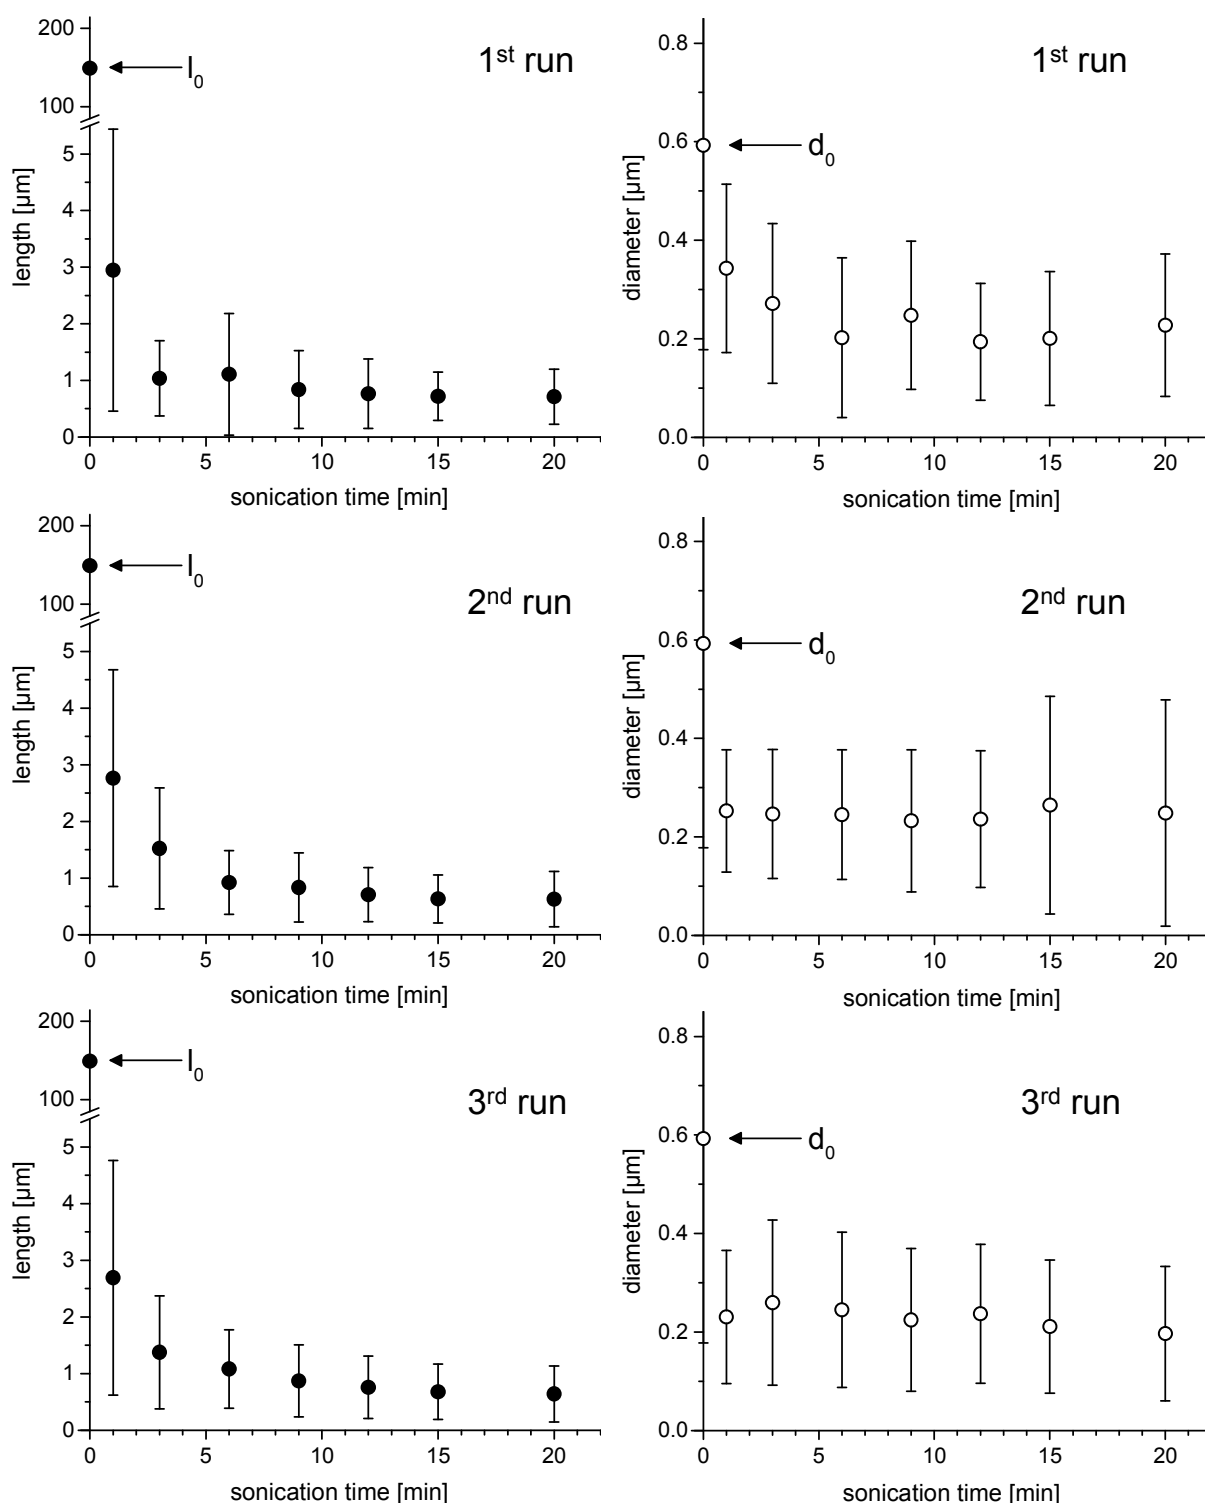 200
100
5
4
3
2
1
0
length [µm]
l₀
1ˢᵗ run
0 5 10 15 20
sonication time [min]
0.8
0.6
0.4
0.2
0.0
diameter [µm]
d₀
1ˢᵗ run
0 5 10 15 20
sonication time [min]
200
100
5
4
3
2
1
0
length [µm]
l₀
2ⁿᵈ run
0 5 10 15 20
sonication time [min]
0.8
0.6
0.4
0.2
0.0
diameter [µm]
d₀
2ⁿᵈ run
0 5 10 15 20
sonication time [min]
200
100
5
4
3
2
1
0
length [µm]
l₀
3ʳᵈ run
0 5 10 15 20
sonication time [min]
0.8
0.6
0.4
0.2
0.0
diameter [µm]
d₀
3ʳᵈ run
0 5 10 15 20
sonication time [min]